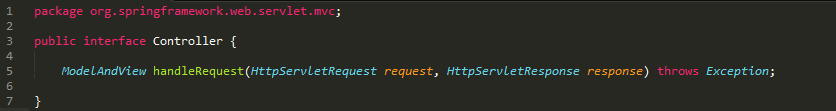 1 package org.springframework.web.servlet.mvc;
2
3 public interface Controller {
4
5 ModelAndView handleRequest(HttpServletRequest request, HttpServletResponse response) throws Exception;
6
7 }